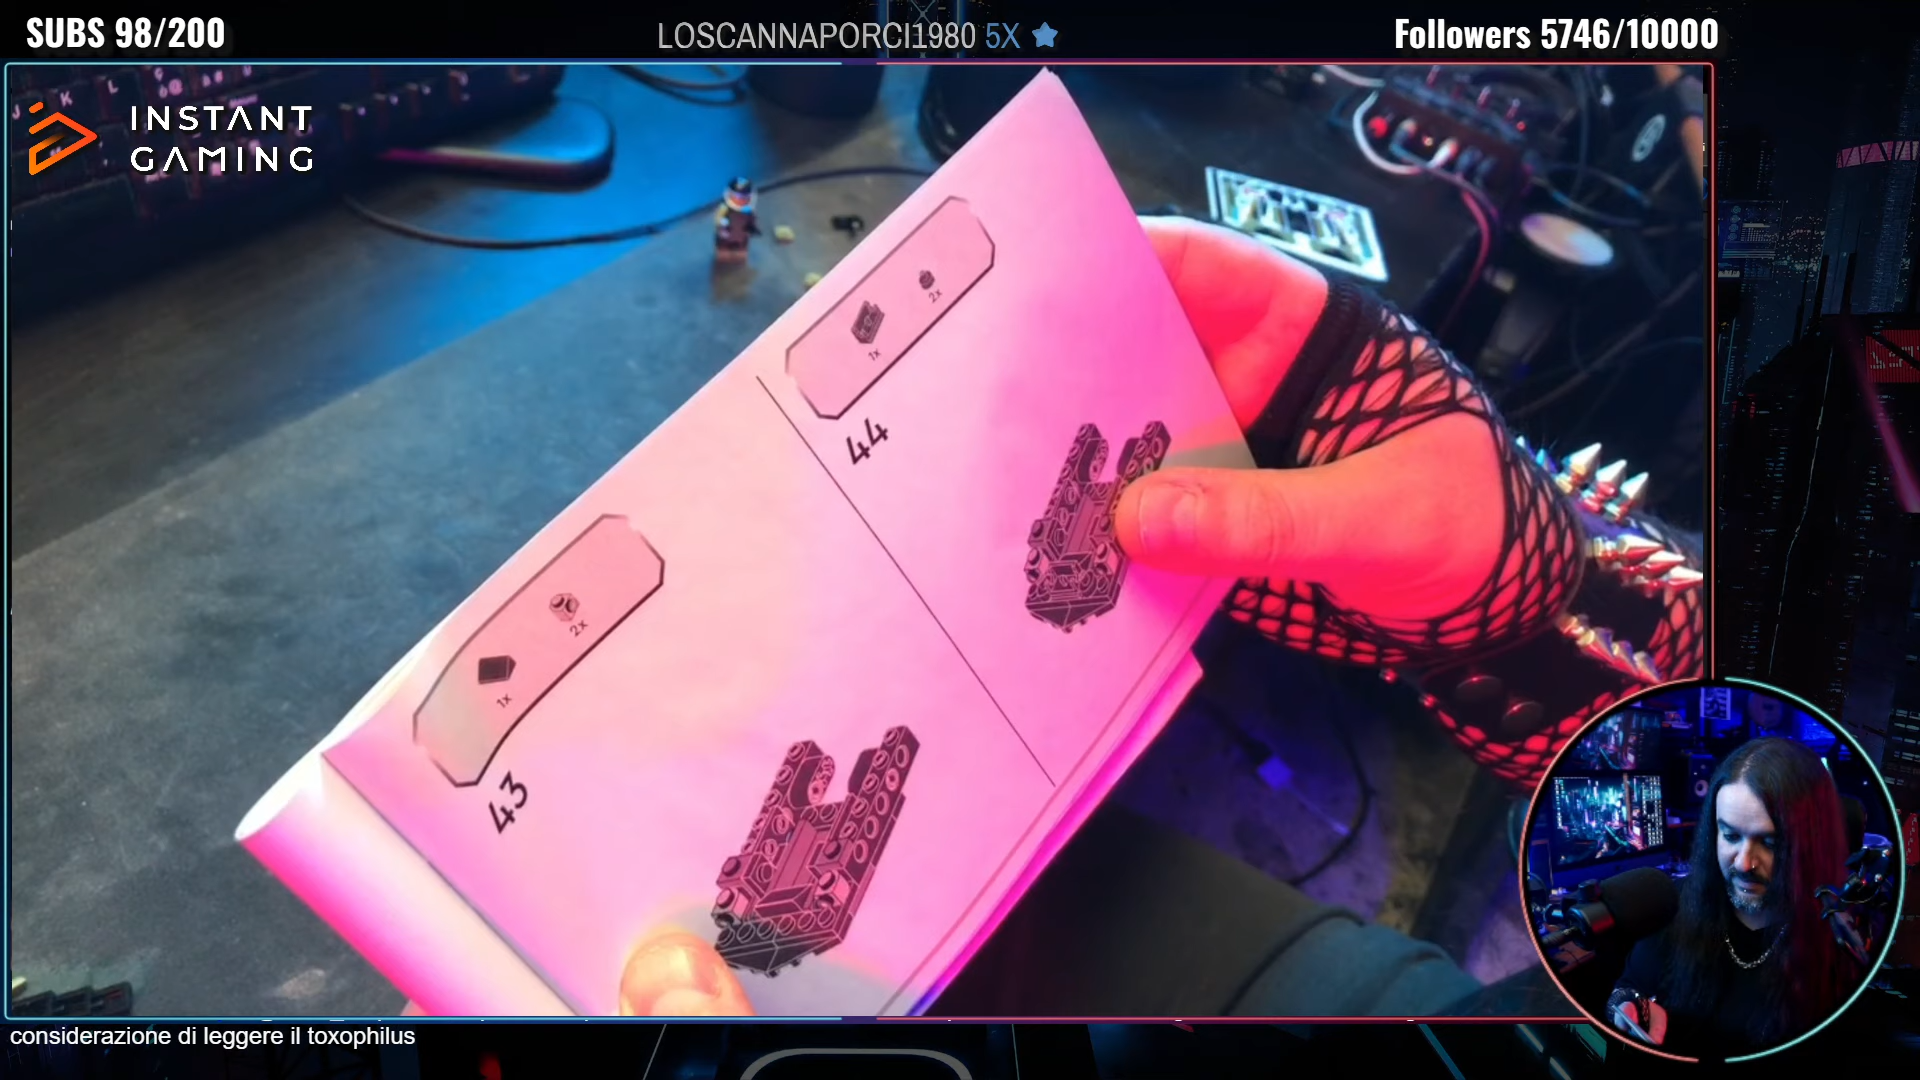 SUBS 98/200
LOSCANNAPORCI1980 5X
Followers 5746/10000
INSTANT
GAMING
K
L
1x
2x
44
1x
2x
43
considerazione di leggere il toxophilus